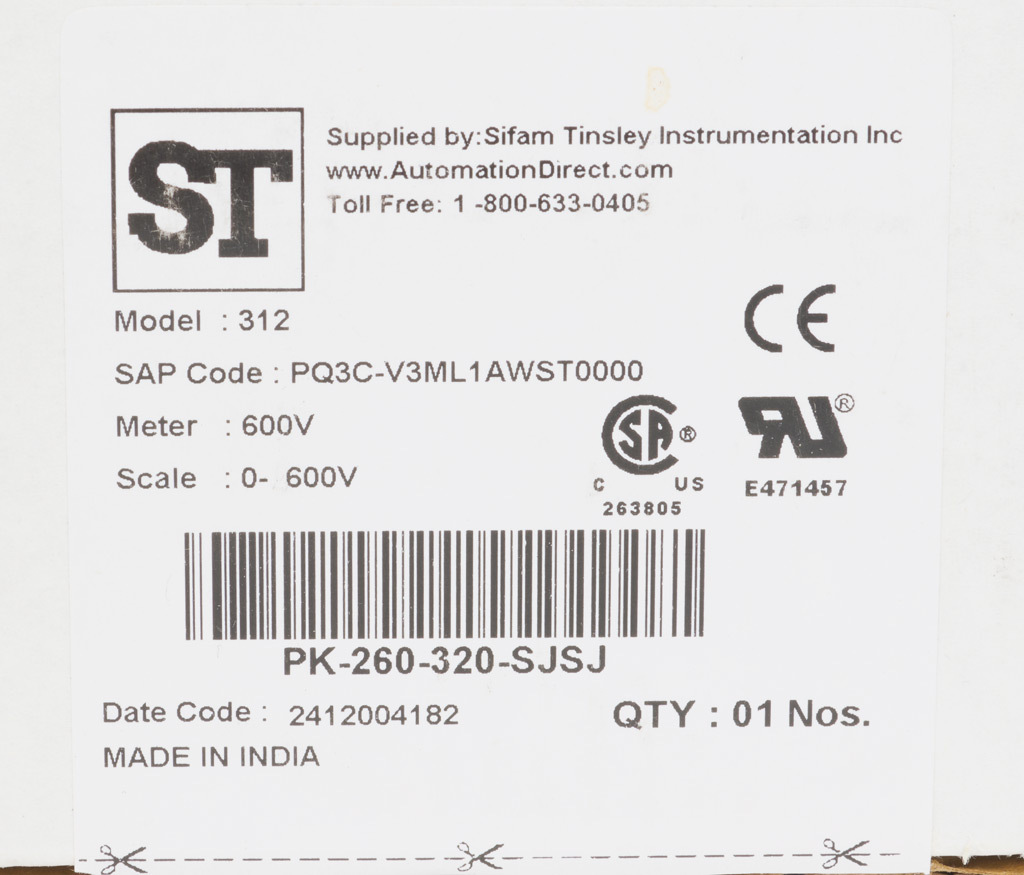 ST
Supplied by:Sifam Tinsley Instrumentation Inc
www.AutomationDirect.com
Toll Free: 1 -800-633-0405
Model : 312
SAP Code : PQ3C-V3ML1AWST0000
Meter : 600V
Scale : 0- 600V
CE
SA ®
C US
263805
RU ®
E471457
PK-260-320-SJSJ
Date Code : 2412004182
QTY : 01 Nos.
MADE IN INDIA